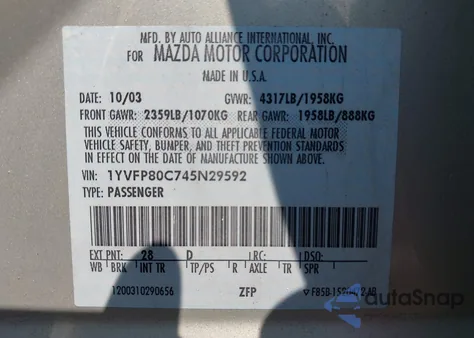 MFD. BY AUTO ALLIANCE INTERNATIONAL, INC.
FOR MAZDA MOTOR CORPORATION
MADE IN U.S.A.
DATE: 10/03 GVWR: 4317LB/1958KG
FRONT GAWR: 2359LB/1070KG REAR GAWR: 1958LB/888KG
THIS VEHICLE CONFORMS TO ALL APPLICABLE FEDERAL MOTOR
VEHICLE SAFETY, BUMPER, AND THEFT PREVENTION STANDARDS
IN EFFECT ON THE DATE OF MANUFACTURE SHOWN ABOVE.
VIN: 1YVFP80C745N29592
TYPE: PASSENGER
EXT PNT: 28 D RC: DSO:
WB BRK INT TR TP/PS R AXLE TR SPR
1200310290656 ZFP
autoSnap